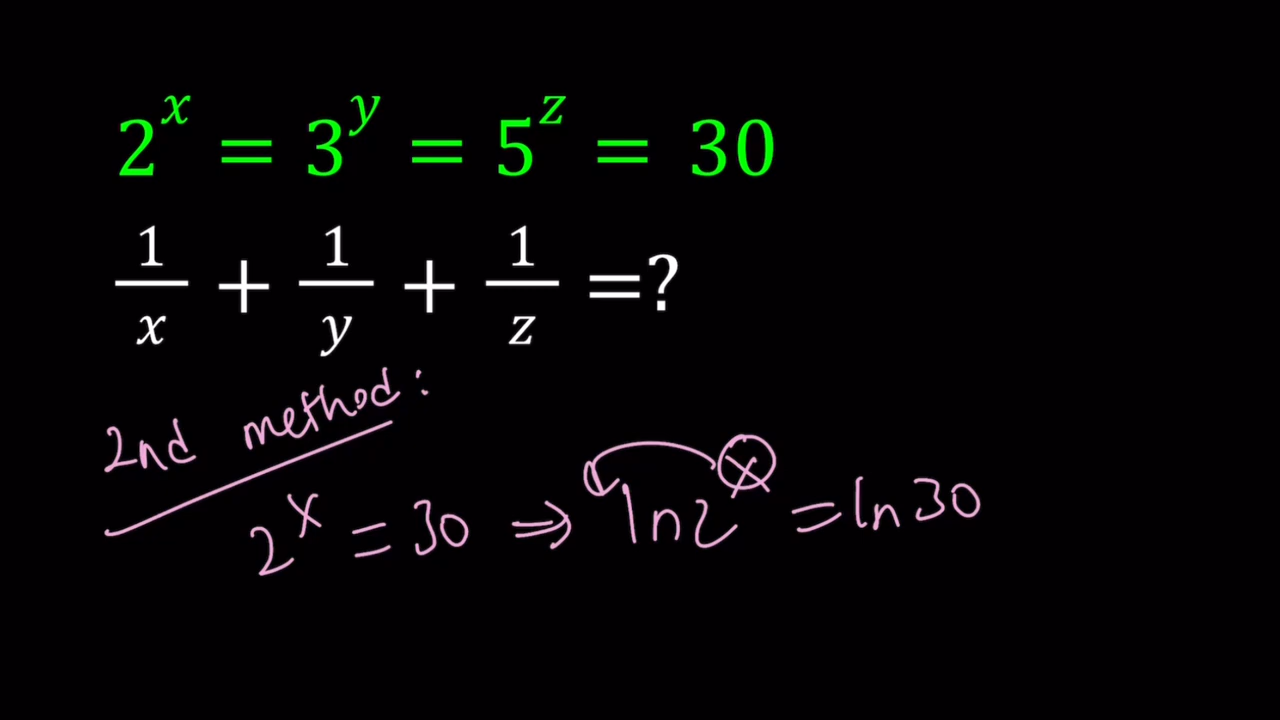 2^x = 3^y = 5^z = 30
1/x + 1/y + 1/z =?
2nd method:
2^x = 30 ⇒ ln2^x = ln30